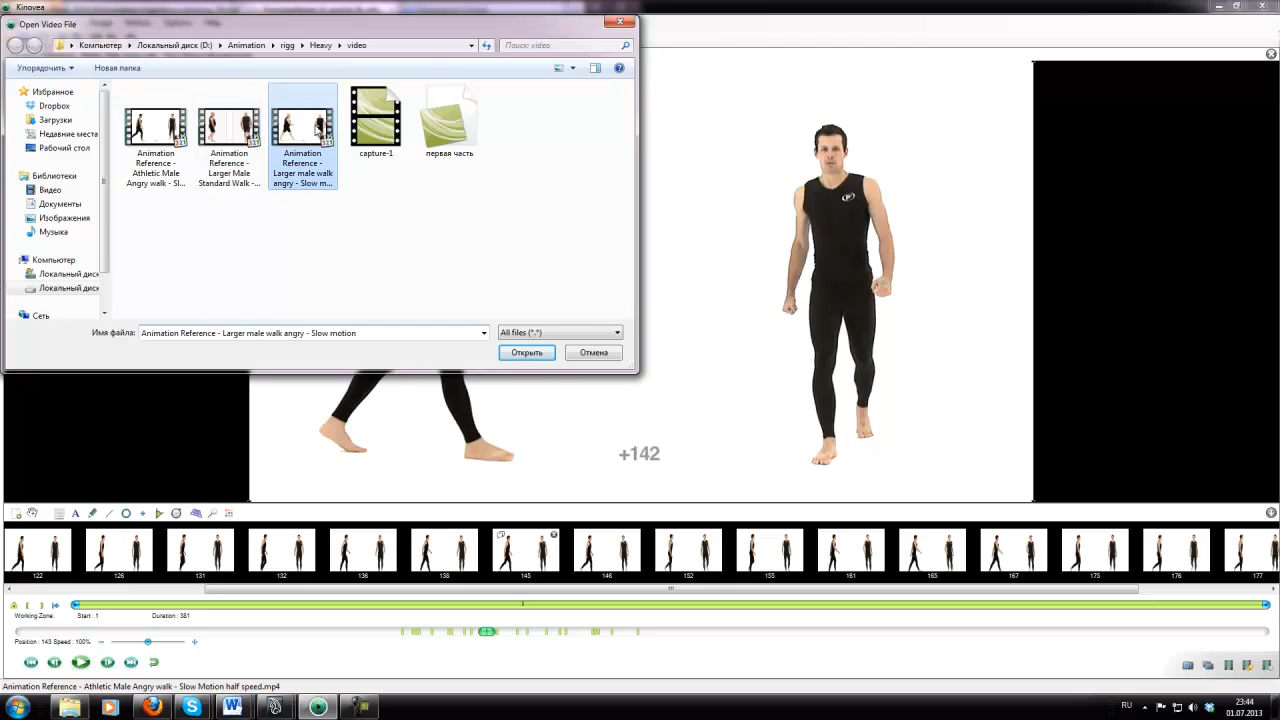 Kinovea
Open Video File
Компьютер
Локальный диск (D:)
Animation
rigg
Heavy
video
Поиск: video
Упорядочить
Новая папка
Избранное
Dropbox
Загрузки
Недавние места
Рабочий стол
Библиотеки
Видео
Документы
Изображения
Музыка
Компьютер
Локальный диск
Локальный диск
Сеть
Animation
Reference -
Athletic Male
Angry walk - Sl...
Animation
Reference -
Larger Male
Standard Walk -...
Animation
Reference -
Larger male walk
angry - Slow m...
capture-1
первая часть
Имя файла:
Animation Reference - Larger male walk angry - Slow motion
All files (*.*)
Открыть
Отмена
+142
122 126 131 132 136 138 145 146 152 155 161 165 167 175 176 177
Working Zone: Start : 1 Duration : 381
Position : 143 Speed : 100%
Animation Reference - Athletic Male Angry walk - Slow Motion half speed.mp4
RU
23:44
01.07.2013